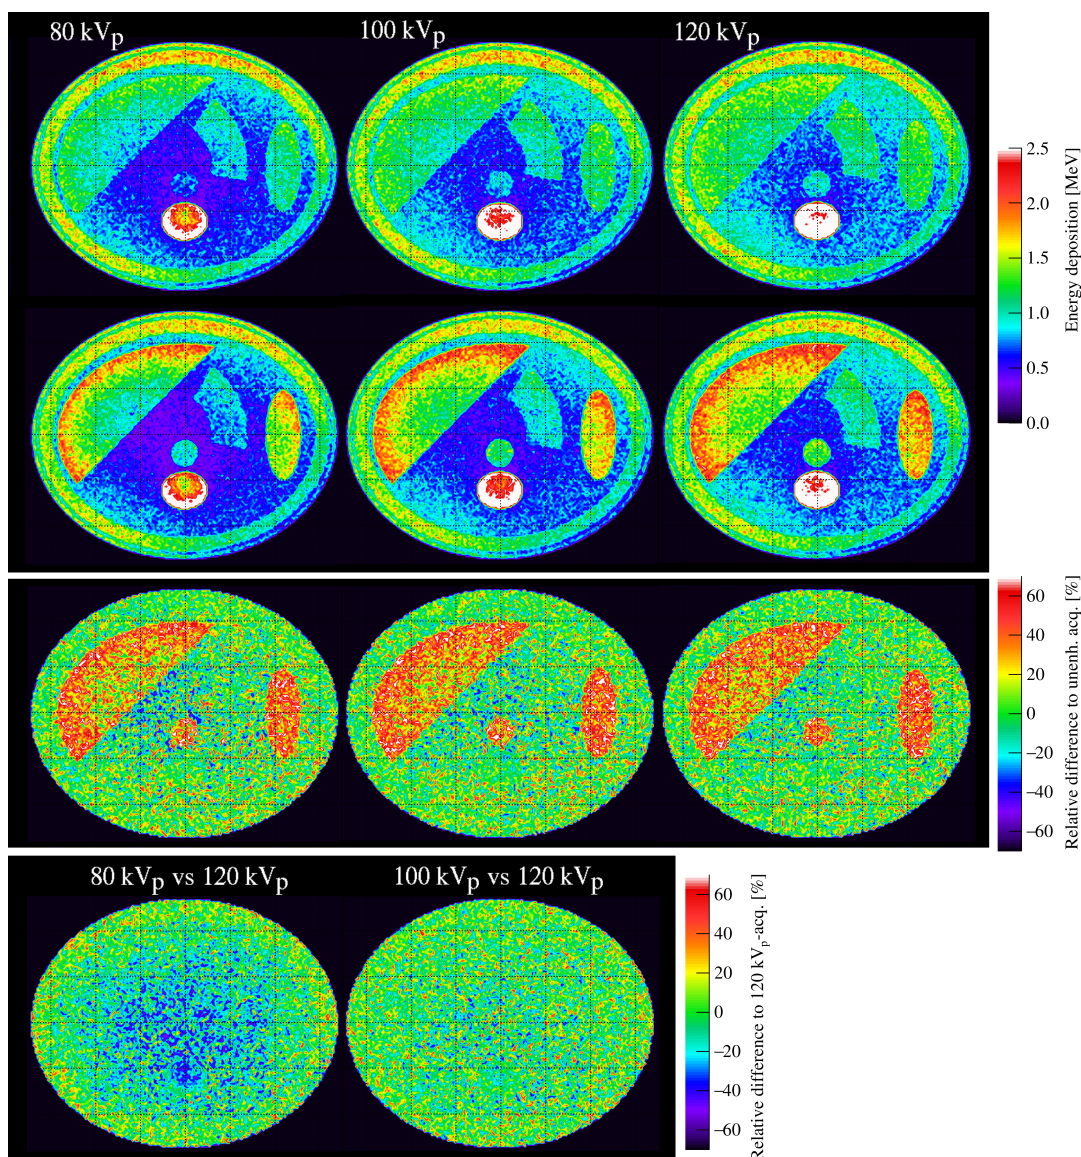 80 kVp
100 kVp
120 kVp
2.5
2.0
1.5
1.0
0.5
0.0
Energy deposition [MeV]
60
40
20
0
−20
−40
−60
Relative difference to unenh. acq. [%]
80 kVp vs 120 kVp
100 kVp vs 120 kVp
60
40
20
0
−20
−40
−60
Relative difference to 120 kVp-acq. [%]